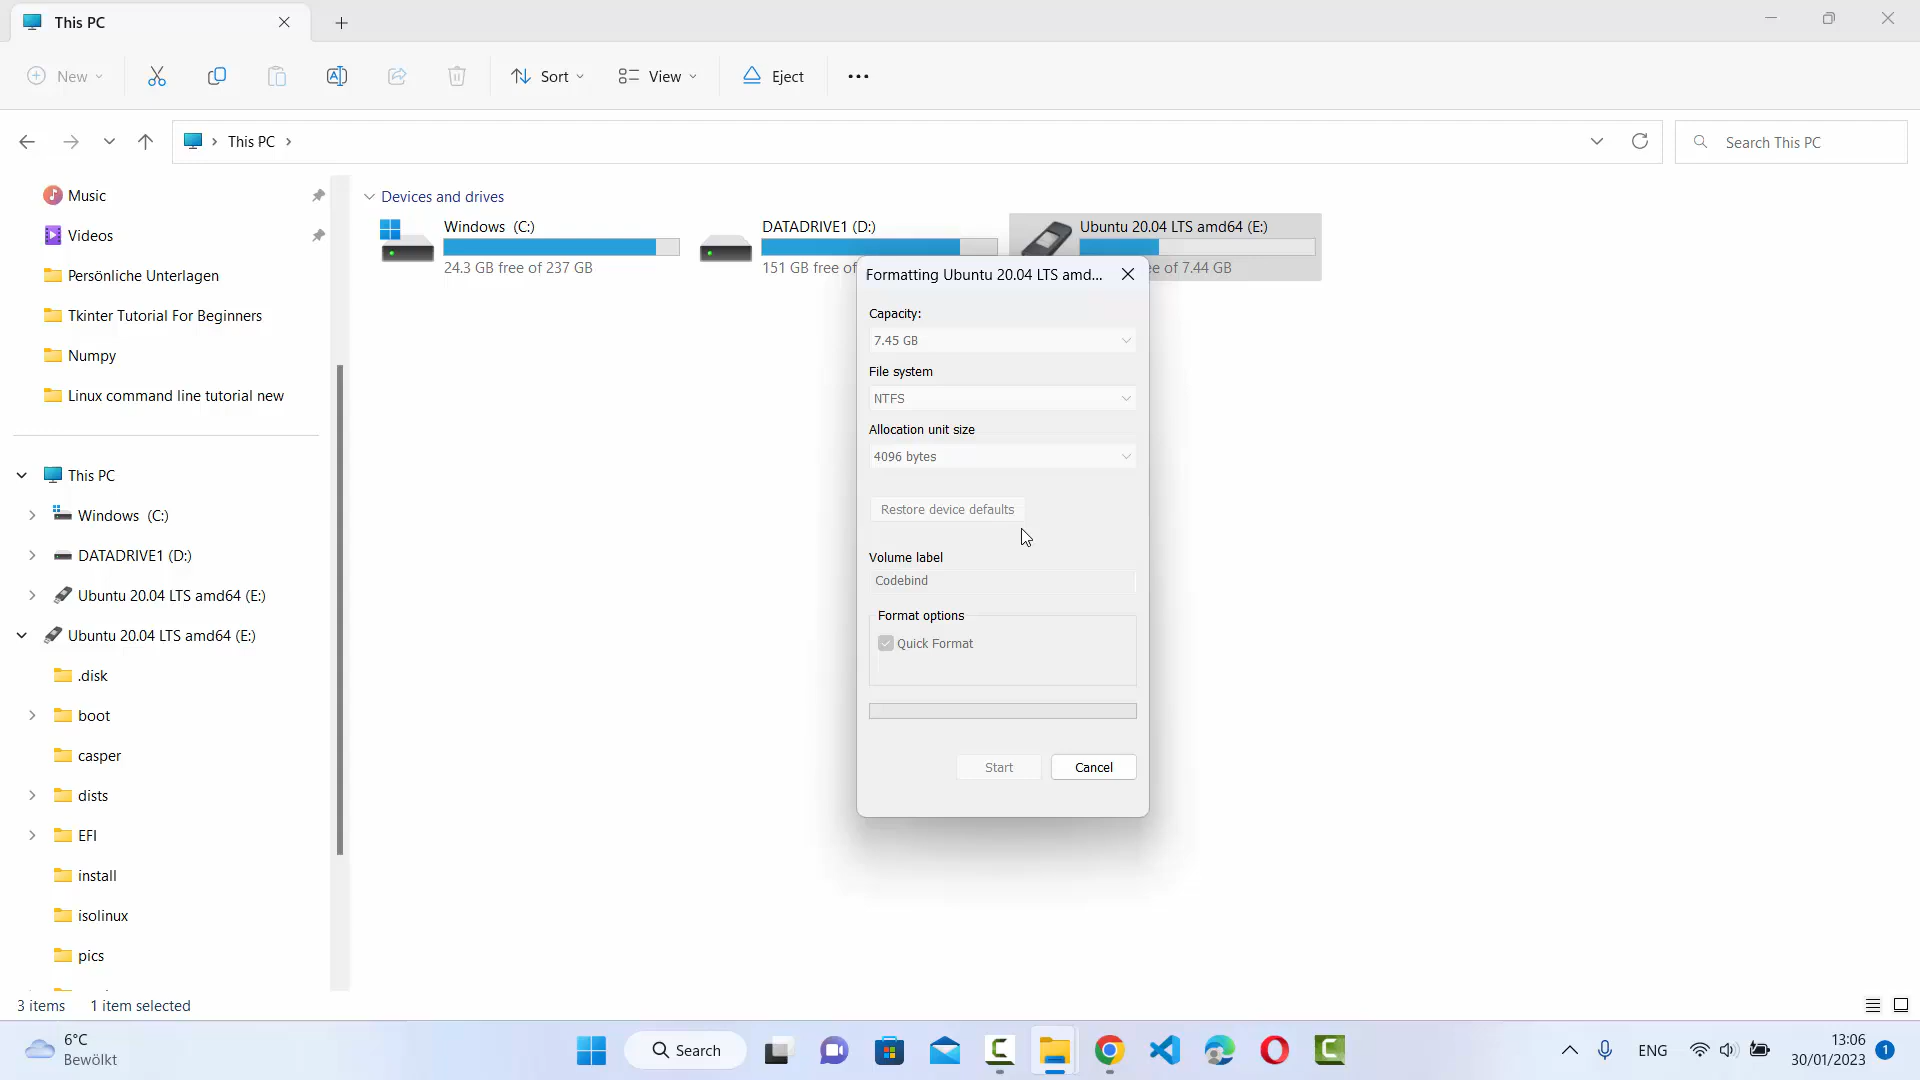 This PC
New
Sort
View
Eject
This PC
Search This PC
Music
Videos
Persönliche Unterlagen
Tkinter Tutorial For Beginners
Numpy
Linux command line tutorial new
This PC
Windows (C:)
DATADRIVE1 (D:)
Ubuntu 20.04 LTS amd64 (E:)
Ubuntu 20.04 LTS amd64 (E:)
.disk
boot
casper
dists
EFI
install
isolinux
pics
Devices and drives
Windows (C:)
24.3 GB free of 237 GB
DATADRIVE1 (D:)
151 GB free of
Ubuntu 20.04 LTS amd64 (E:)
of 7.44 GB
Formatting Ubuntu 20.04 LTS amd...
Capacity:
7.45 GB
File system
NTFS
Allocation unit size
4096 bytes
Restore device defaults
Volume label
Codebind
Format options
Quick Format
Start
Cancel
3 items 1 item selected
6°C
Bewölkt
Search
ENG
13:06
30/01/2023
1